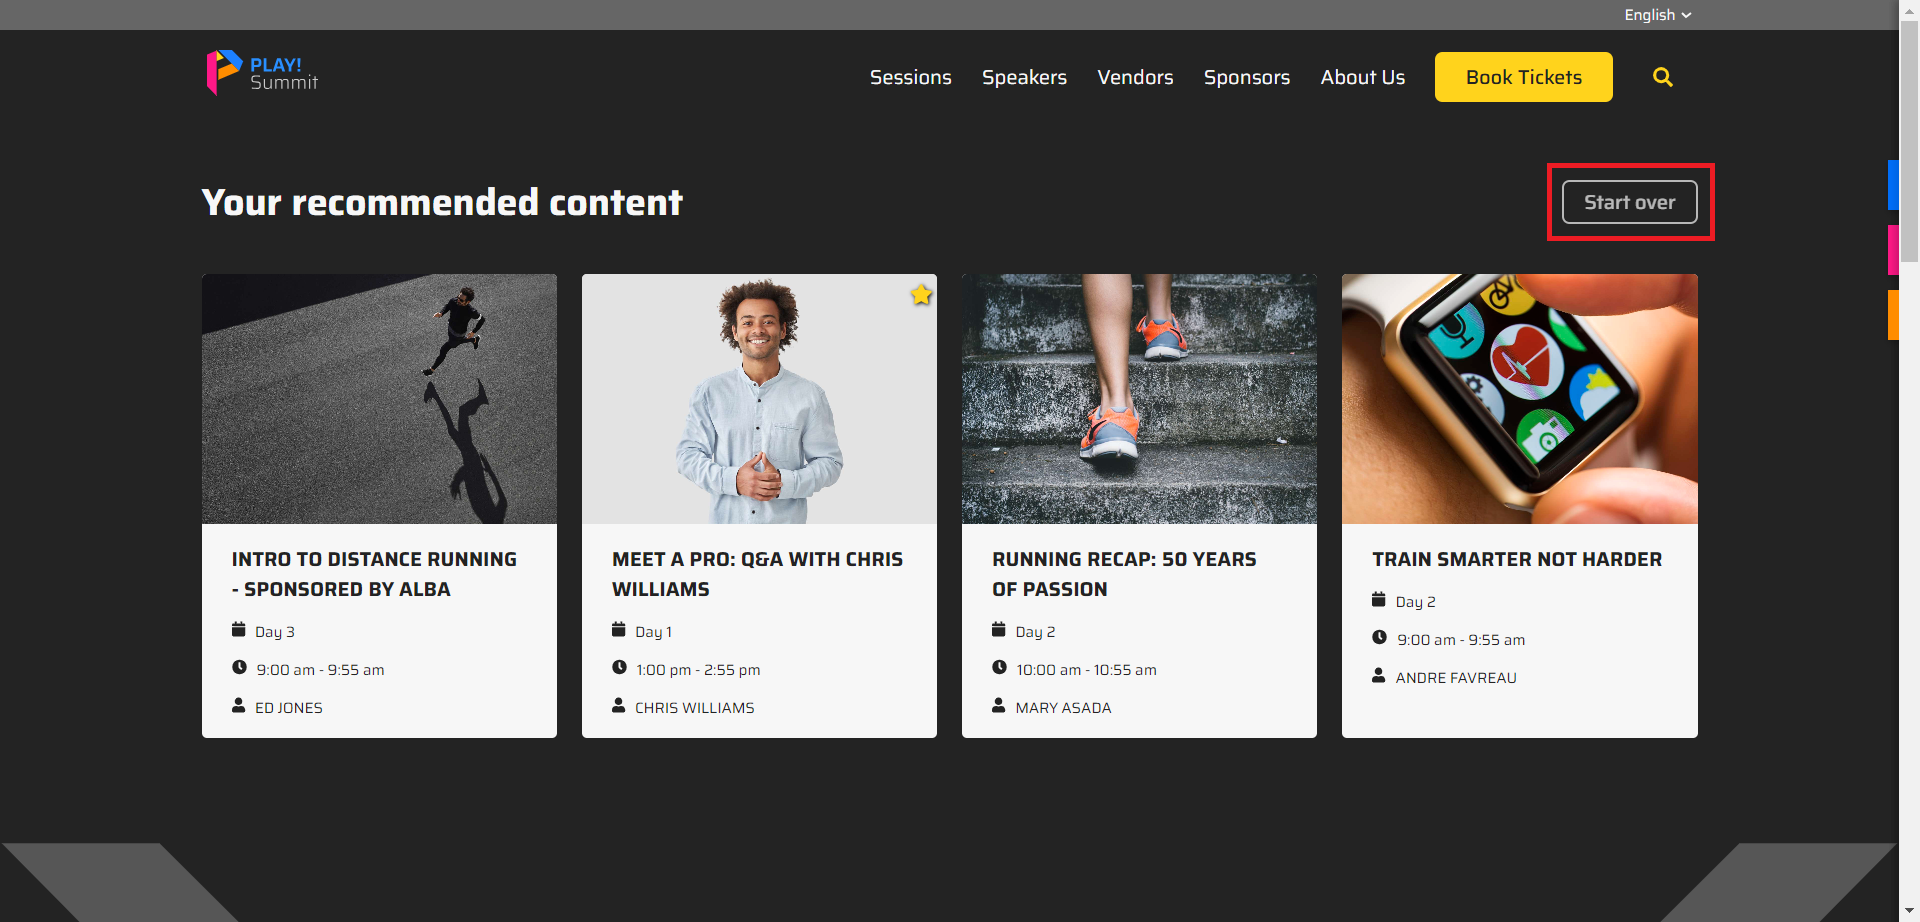 English
PLAY!
Summit
Sessions
Speakers
Vendors
Sponsors
About Us
Book Tickets
Your recommended content
Start over
INTRO TO DISTANCE RUNNING
- SPONSORED BY ALBA
Day 3
9:00 am - 9:55 am
ED JONES
MEET A PRO: Q&A WITH CHRIS
WILLIAMS
Day 1
1:00 pm - 2:55 pm
CHRIS WILLIAMS
RUNNING RECAP: 50 YEARS
OF PASSION
Day 2
10:00 am - 10:55 am
MARY ASADA
TRAIN SMARTER NOT HARDER
Day 2
9:00 am - 9:55 am
ANDRE FAVREAU